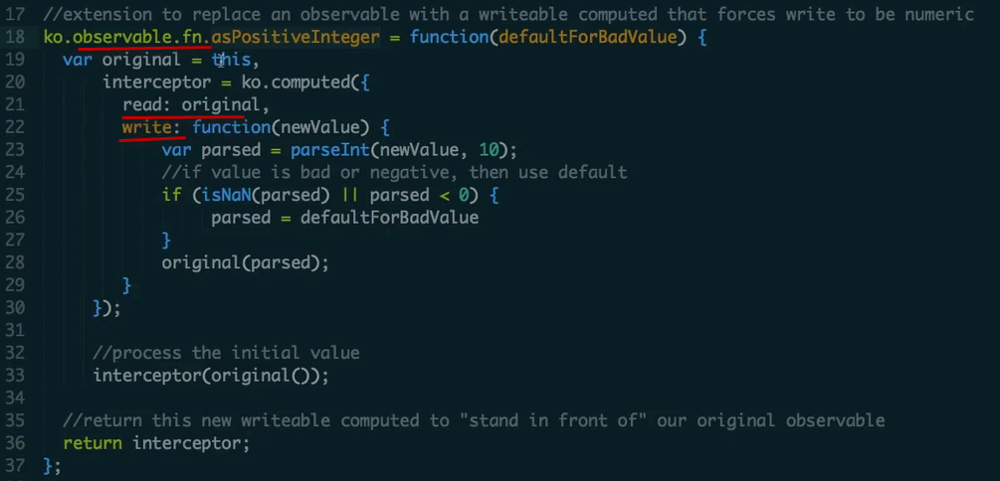 17 //extension to replace an observable with a writeable computed that forces write to be numeric
18 ko.observable.fn.asPositiveInteger = function(defaultForBadValue) {
19   var original = this,
20       interceptor = ko.computed({
21         read: original,
22         write: function(newValue) {
23             var parsed = parseInt(newValue, 10);
24             //if value is bad or negative, then use default
25             if (isNaN(parsed) || parsed < 0) {
26                  parsed = defaultForBadValue
27             }
28             original(parsed);
29         }
30      });
31
32      //process the initial value
33      interceptor(original());
34
35   //return this new writeable computed to "stand in front of" our original observable
36   return interceptor;
37 };